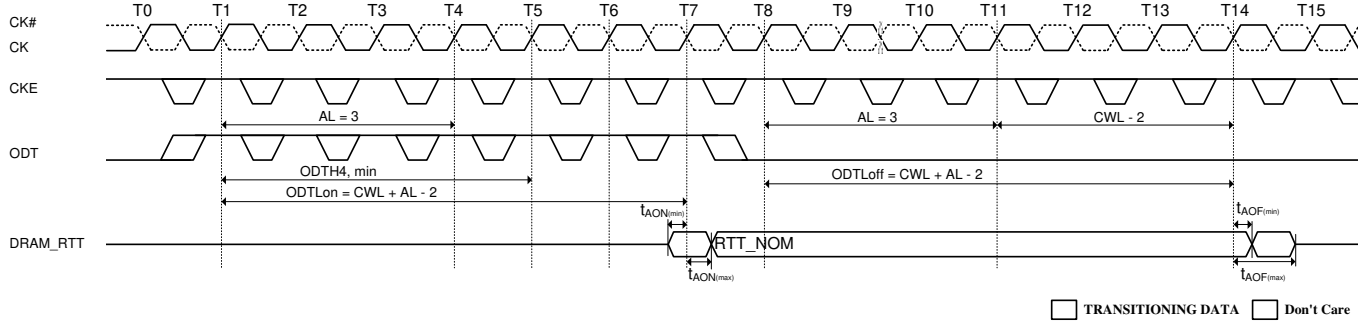 T0 T1 T2 T3 T4 T5 T6 T7 T8 T9 T10 T11 T12 T13 T14 T15
CK#
CK
CKE
AL = 3 AL = 3 CWL - 2
ODT
ODTH4, min
ODTLon = CWL + AL - 2 ODTLoff = CWL + AL - 2
tAON(min) tAOF(min)
DRAM_RTT RTT_NOM
tAON(max) tAOF(max)
TRANSITIONING DATA Don't Care